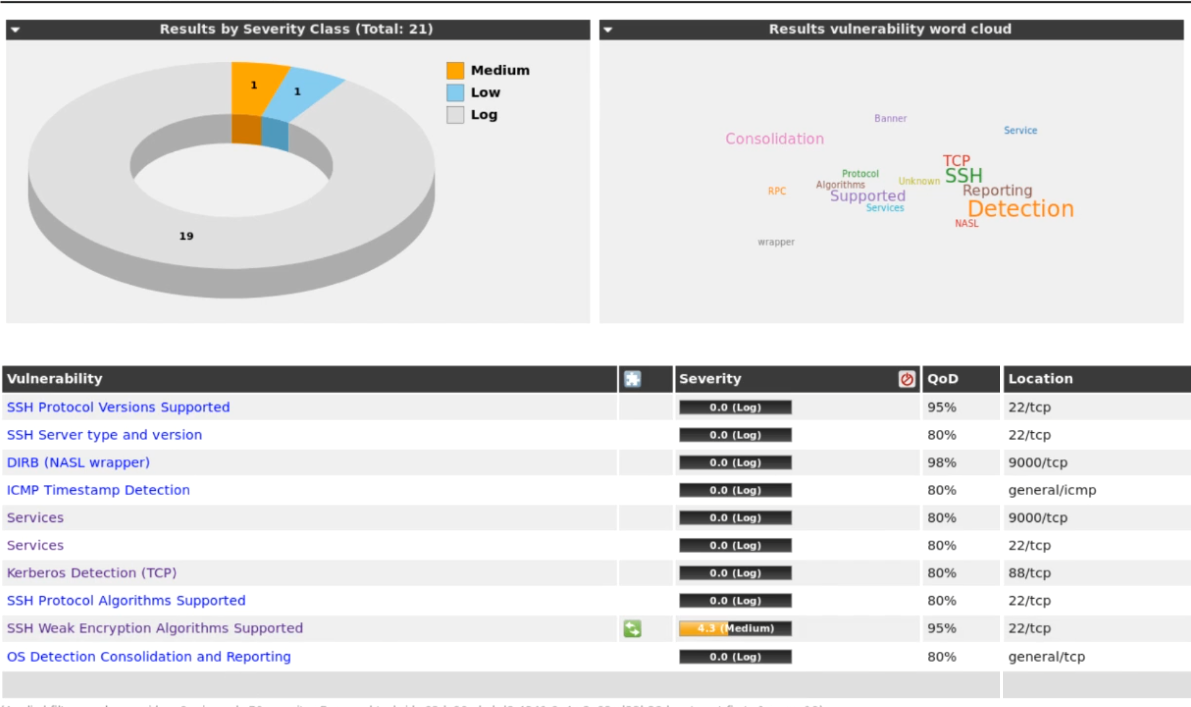 Results by Severity Class (Total: 21)
1
1
19
Medium
Low
Log
Results vulnerability word cloud
Banner
Service
Consolidation
TCP
Protocol
SSH
Algorithms
Unknown
RPC
Reporting
Supported
Services
Detection
NASL
wrapper
Vulnerability Severity QoD Location
SSH Protocol Versions Supported 0.0 (Log) 95% 22/tcp
SSH Server type and version 0.0 (Log) 80% 22/tcp
DIRB (NASL wrapper) 0.0 (Log) 98% 9000/tcp
ICMP Timestamp Detection 0.0 (Log) 80% general/icmp
Services 0.0 (Log) 80% 9000/tcp
Services 0.0 (Log) 80% 22/tcp
Kerberos Detection (TCP) 0.0 (Log) 80% 88/tcp
SSH Protocol Algorithms Supported 0.0 (Log) 80% 22/tcp
SSH Weak Encryption Algorithms Supported 4.3 (Medium) 95% 22/tcp
OS Detection Consolidation and Reporting 0.0 (Log) 80% general/tcp